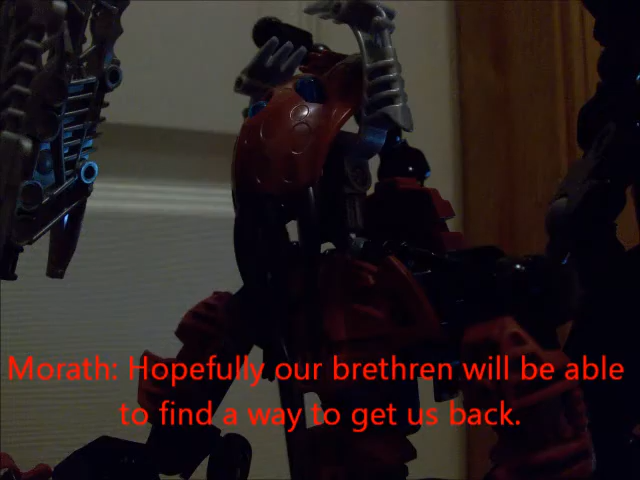 Morath: Hopefully our brethren will be able
to find a way to get us back.